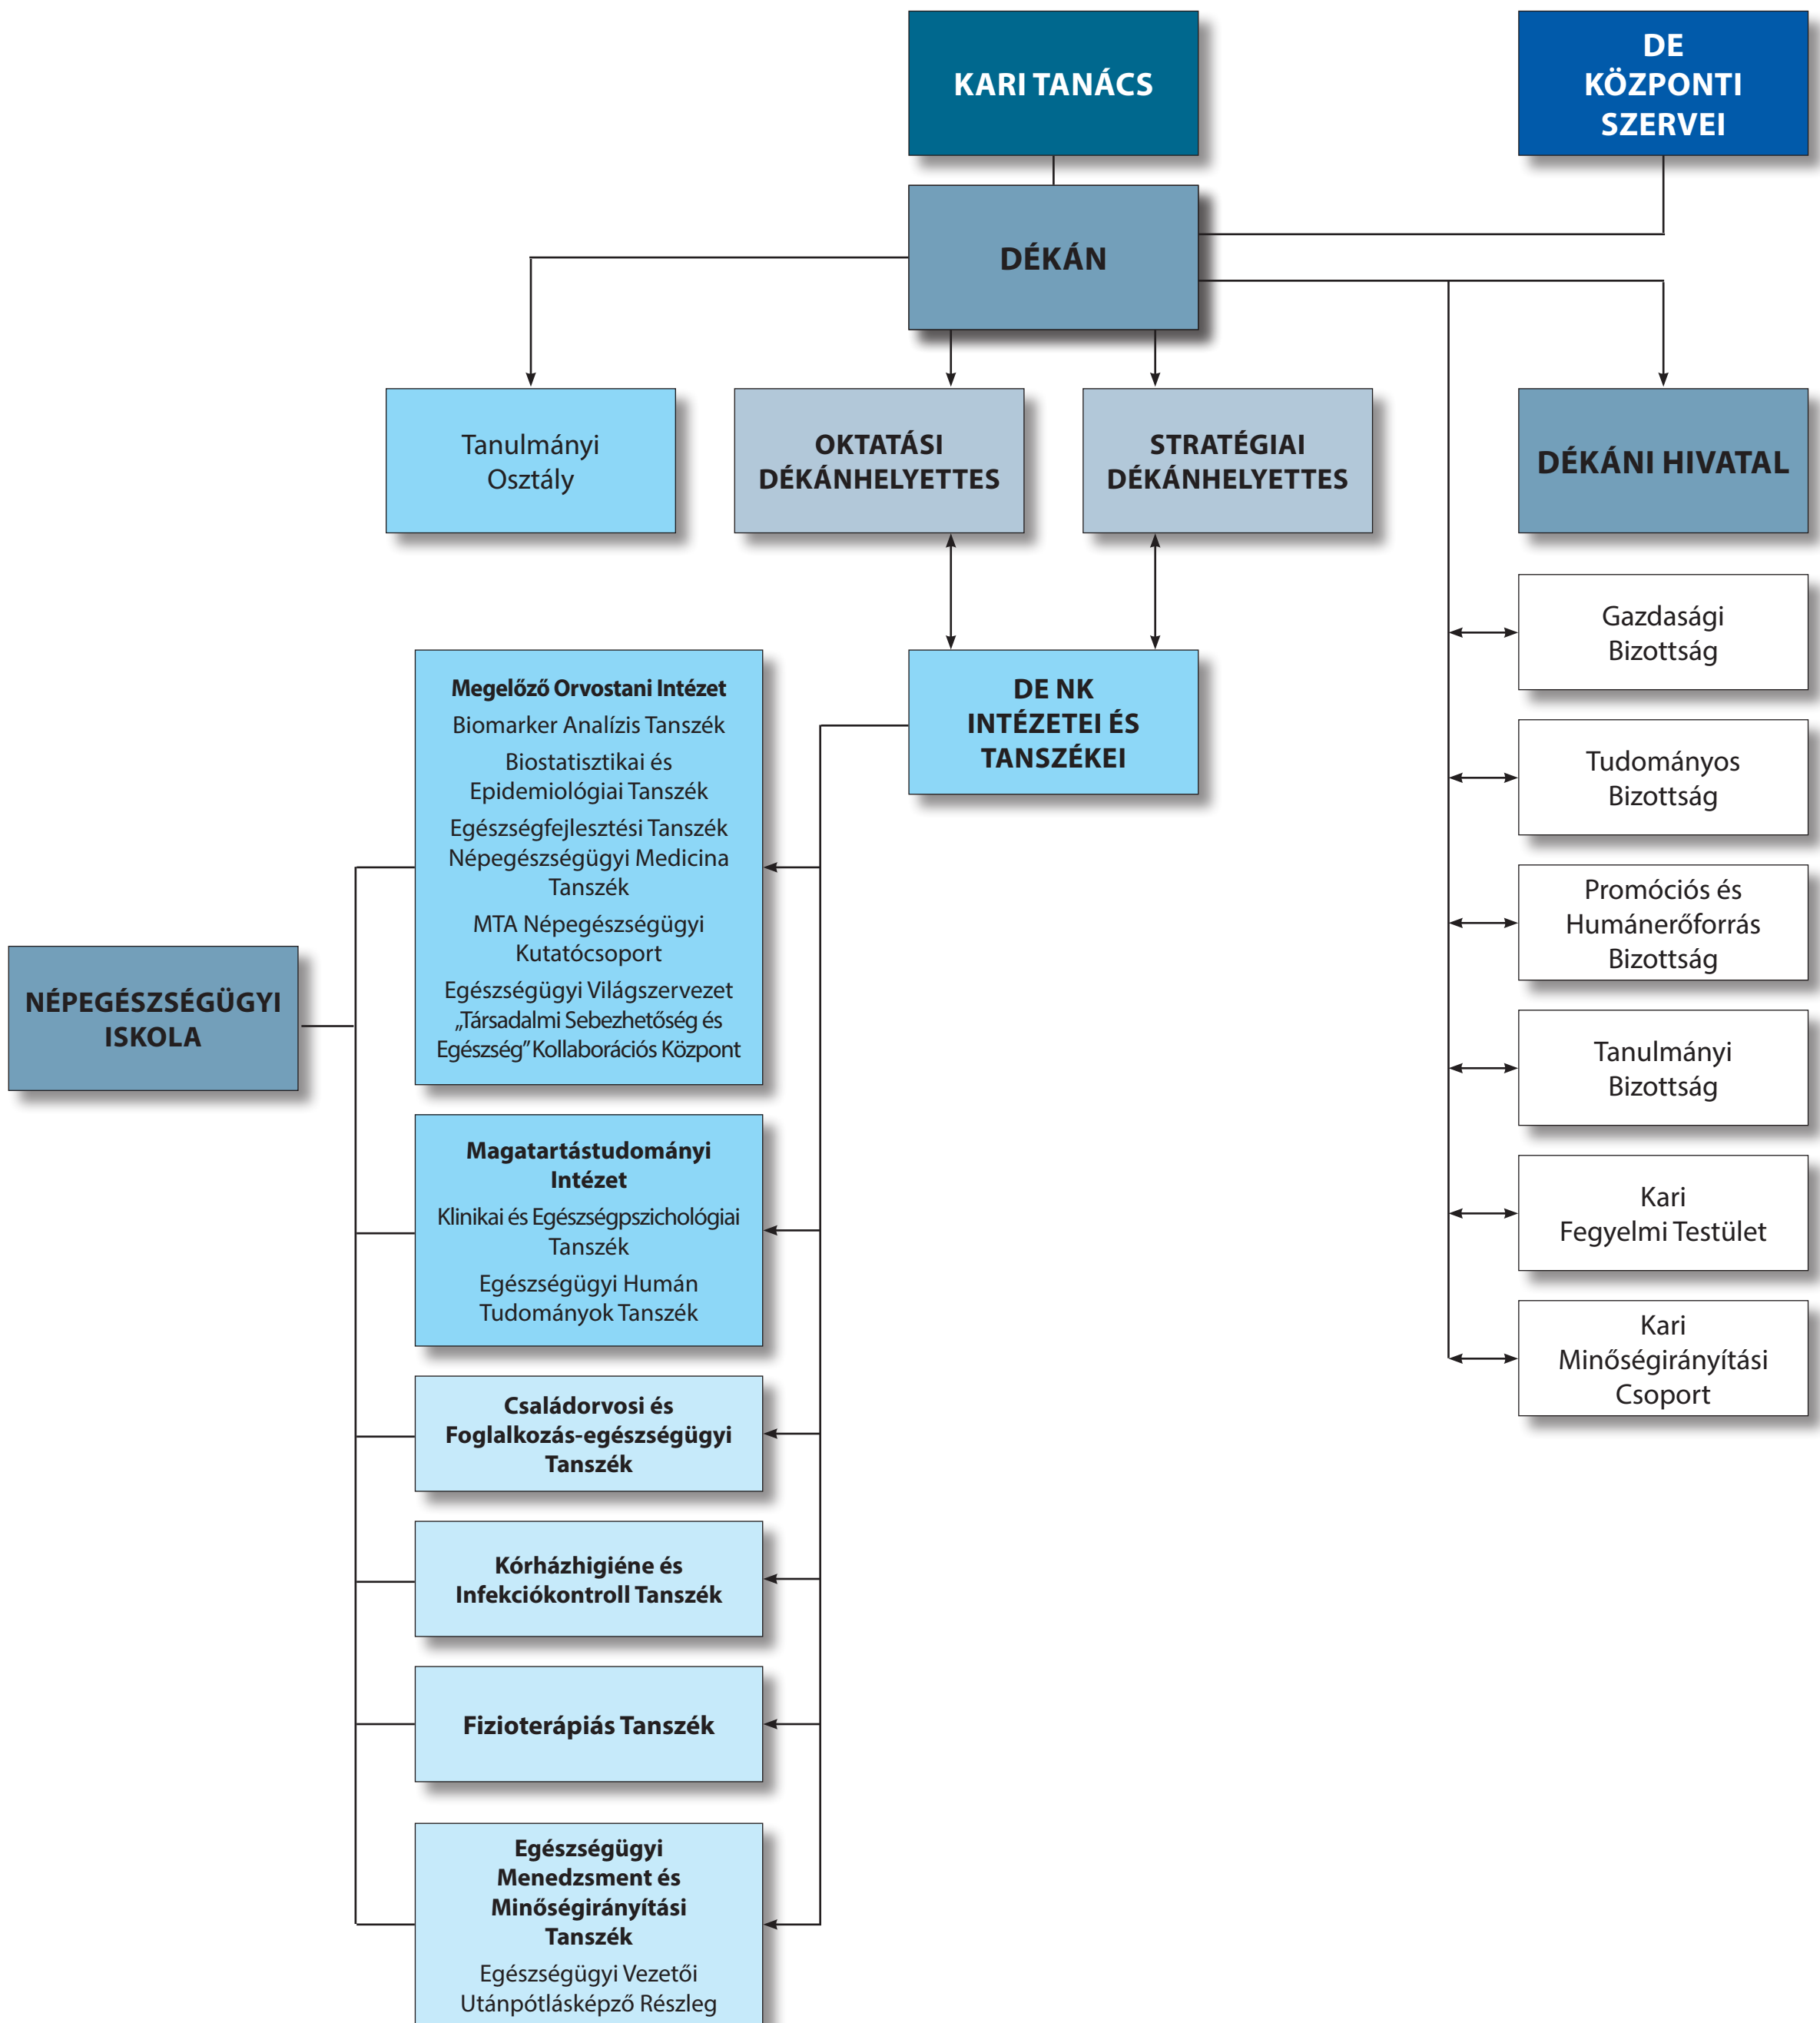 KARI TANÁCS
DE
KÖZPONTI
SZERVEI
DÉKÁN
Tanulmányi
Osztály
OKTATÁSI
DÉKÁNHELYETTES
STRATÉGIAI
DÉKÁNHELYETTES
DÉKÁNI HIVATAL
Gazdasági
Bizottság
Tudományos
Bizottság
Promóciós és
Humánerőforrás
Bizottság
Tanulmányi
Bizottság
Kari
Fegyelmi Testület
Kari
Minőségirányítási
Csoport
DE NK
INTÉZETEI ÉS
TANSZÉKEI
Megelőző Orvostani Intézet
Biomarker Analízis Tanszék
Biostatisztikai és
Epidemiológiai Tanszék
Egészségfejlesztési Tanszék
Népegészségügyi Medicina
Tanszék
MTA Népegészségügyi
Kutatócsoport
Egészségügyi Világszervezet
„Társadalmi Sebezhetőség és
Egészség” Kollaborációs Központ
NÉPEGÉSZSÉGÜGYI
ISKOLA
Magatartástudományi
Intézet
Klinikai és Egészségpszichológiai
Tanszék
Egészségügyi Humán
Tudományok Tanszék
Családorvosi és
Foglalkozás-egészségügyi
Tanszék
Kórházhigiéne és
Infekciókontroll Tanszék
Fizioterápiás Tanszék
Egészségügyi
Menedzsment és
Minőségirányítási
Tanszék
Egészségügyi Vezetői
Utánpótlásképző Részleg